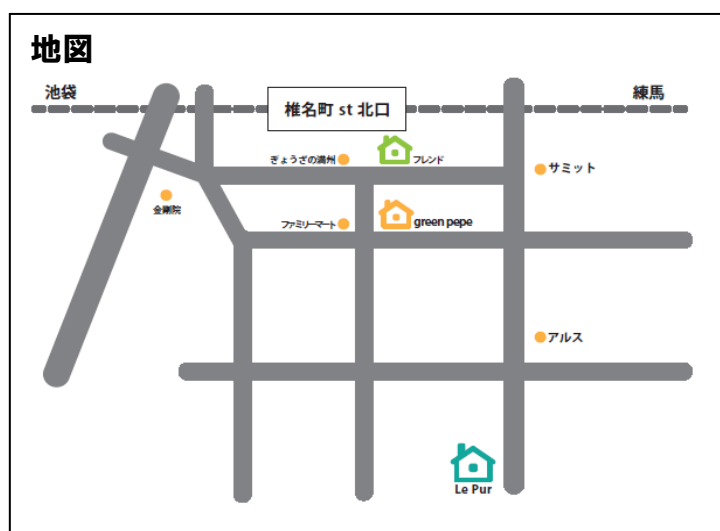 地図
池袋
椎名町 st 北口
練馬
ぎょうざの満州
フレンド
サミット
金剛院
ファミリーマート
green pepe
アルス
Le Pur